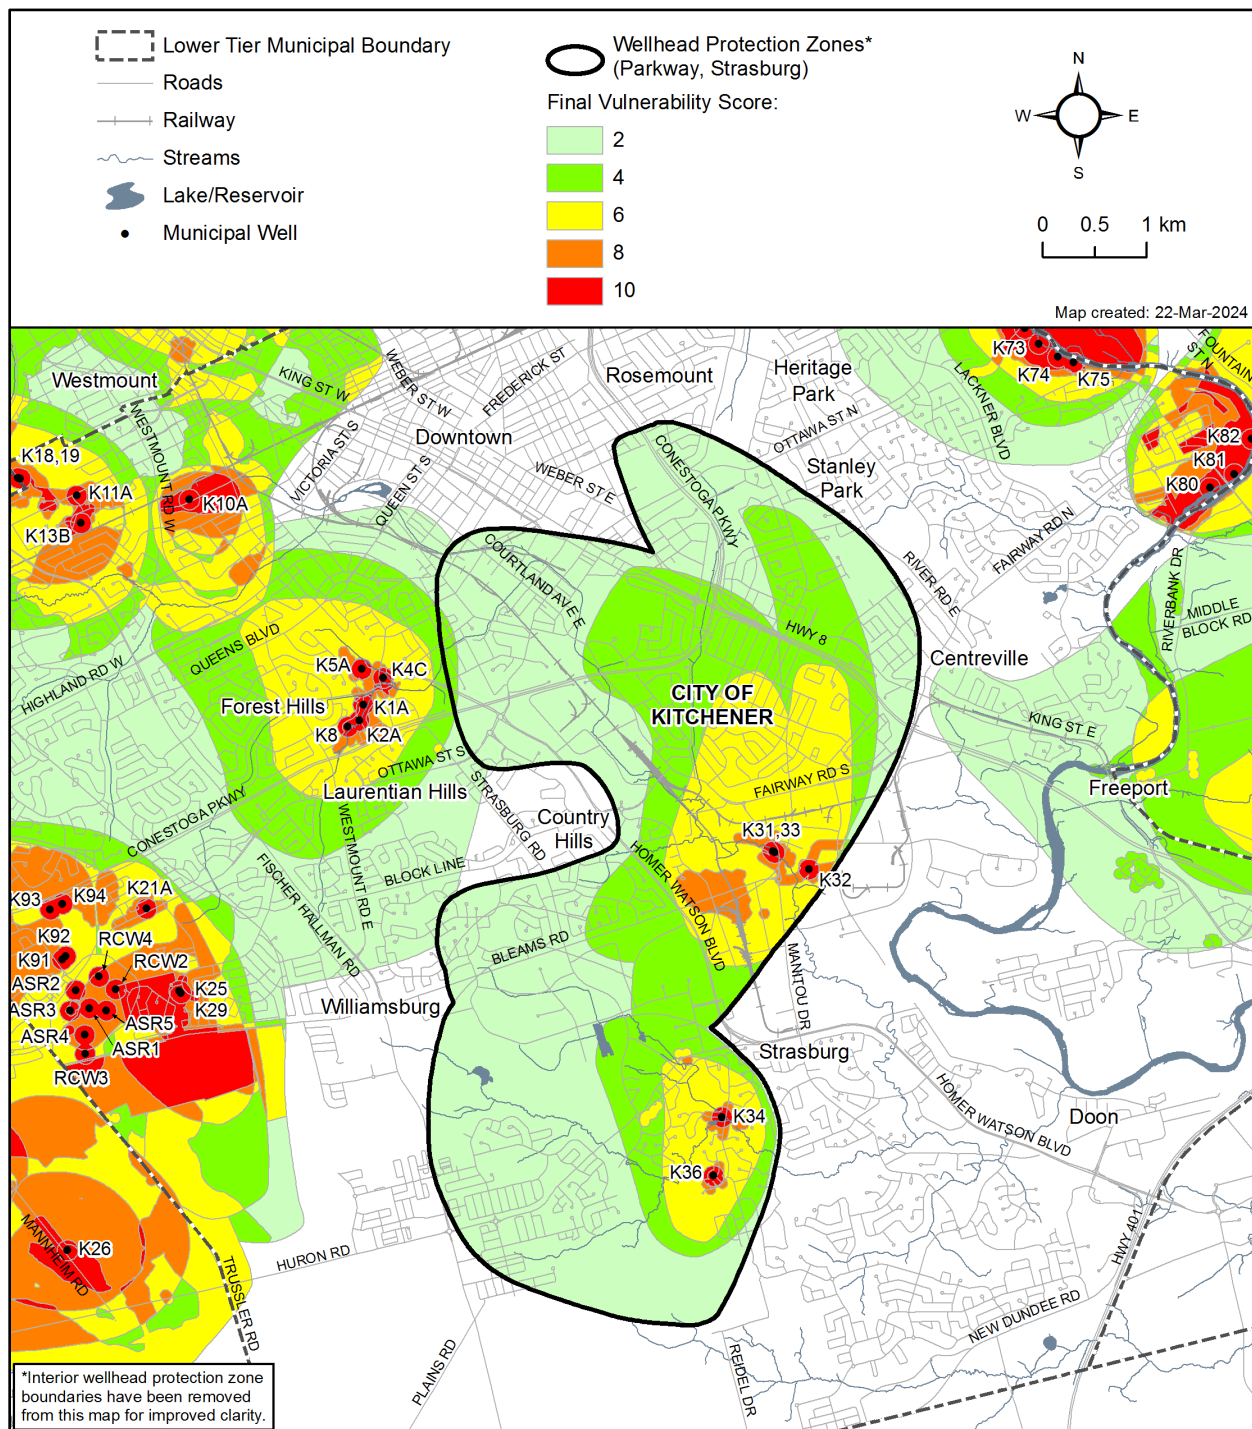 Lower Tier Municipal Boundary
Roads
Railway
Streams
Lake/Reservoir
Municipal Well
Wellhead Protection Zones*
(Parkway, Strasburg)
Final Vulnerability Score:
2
4
6
8
10
N
W
E
S
0 0.5 1 km
Map created: 22-Mar-2024
Westmount
KING ST W
WEBER ST W
FREDERICK ST
Rosemount
Heritage
Park
LACKNER BLVD
K73
K74
K75
FOUNTAIN
ST N
WESTMOUNT RD W
VICTORIA ST S
Downtown
QUEEN ST S
WEBER ST E
CONESTOGA PKWY
OTTAWA ST N
Stanley
Park
K82
K81
K80
K18,19
K11A
K13B
K10A
COURTLAND AV E E
RIVER RD E
FAIRWAY RD N
RIVERBANK DR
MIDDLE
BLOCK RD
HWY 8
QUEENS BLVD
HIGHLAND RD W
K5A
K4C
K1A
K2A
K8
Forest Hills
CITY OF
KITCHENER
Centreville
KING ST E
Freeport
OTTAWA ST S
Laurentian Hills
CONESTOGA PKWY
STRASBURG RD
Country
Hills
FAIRWAY RD S
K31,33
K32
WESTMOUNT RD E
BLOCK LINE
FISCHER HALLMAN RD
HOMER WATSON BLVD
BLEAMS RD
MANITOU DR
K93
K94
K21A
K92
K91
RCW4
RCW2
ASR2
ASR3
K25
K29
ASR5
ASR4
ASR1
RCW3
Williamsburg
Strasburg
K34
K36
HOMER WATSON BLVD
Doon
HWY 401
K26
MANNHEIM RD
TRUSSLER RD
HURON RD
PLAINS RD
REIDEL DR
NEW DUNDEE RD
*Interior wellhead protection zone
boundaries have been removed
from this map for improved clarity.